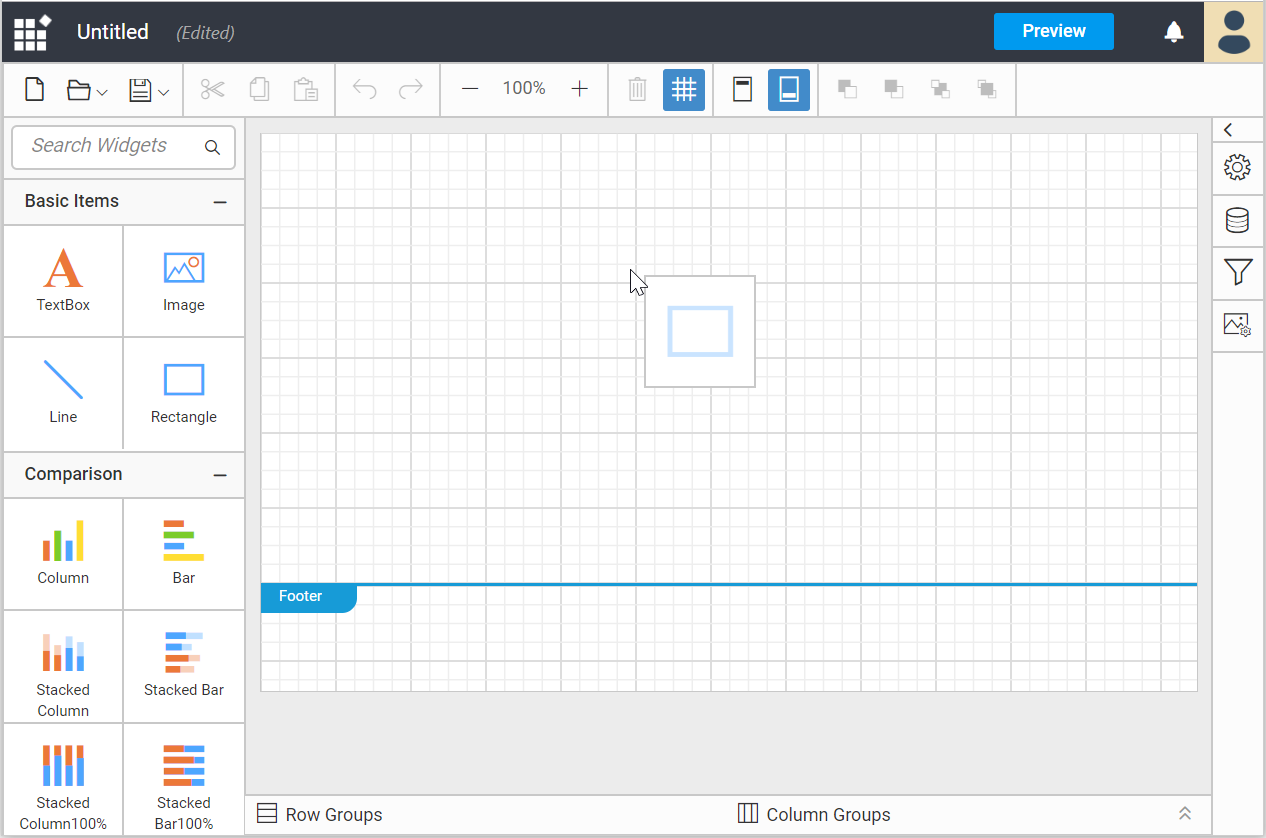 Untitled (Edited) Preview
100%
Search Widgets
Basic Items
TextBox Image
Line Rectangle
Comparison
Column Bar
Footer
Stacked
Column
Stacked Bar
Stacked
Column100%
Stacked
Bar100%
Row Groups Column Groups